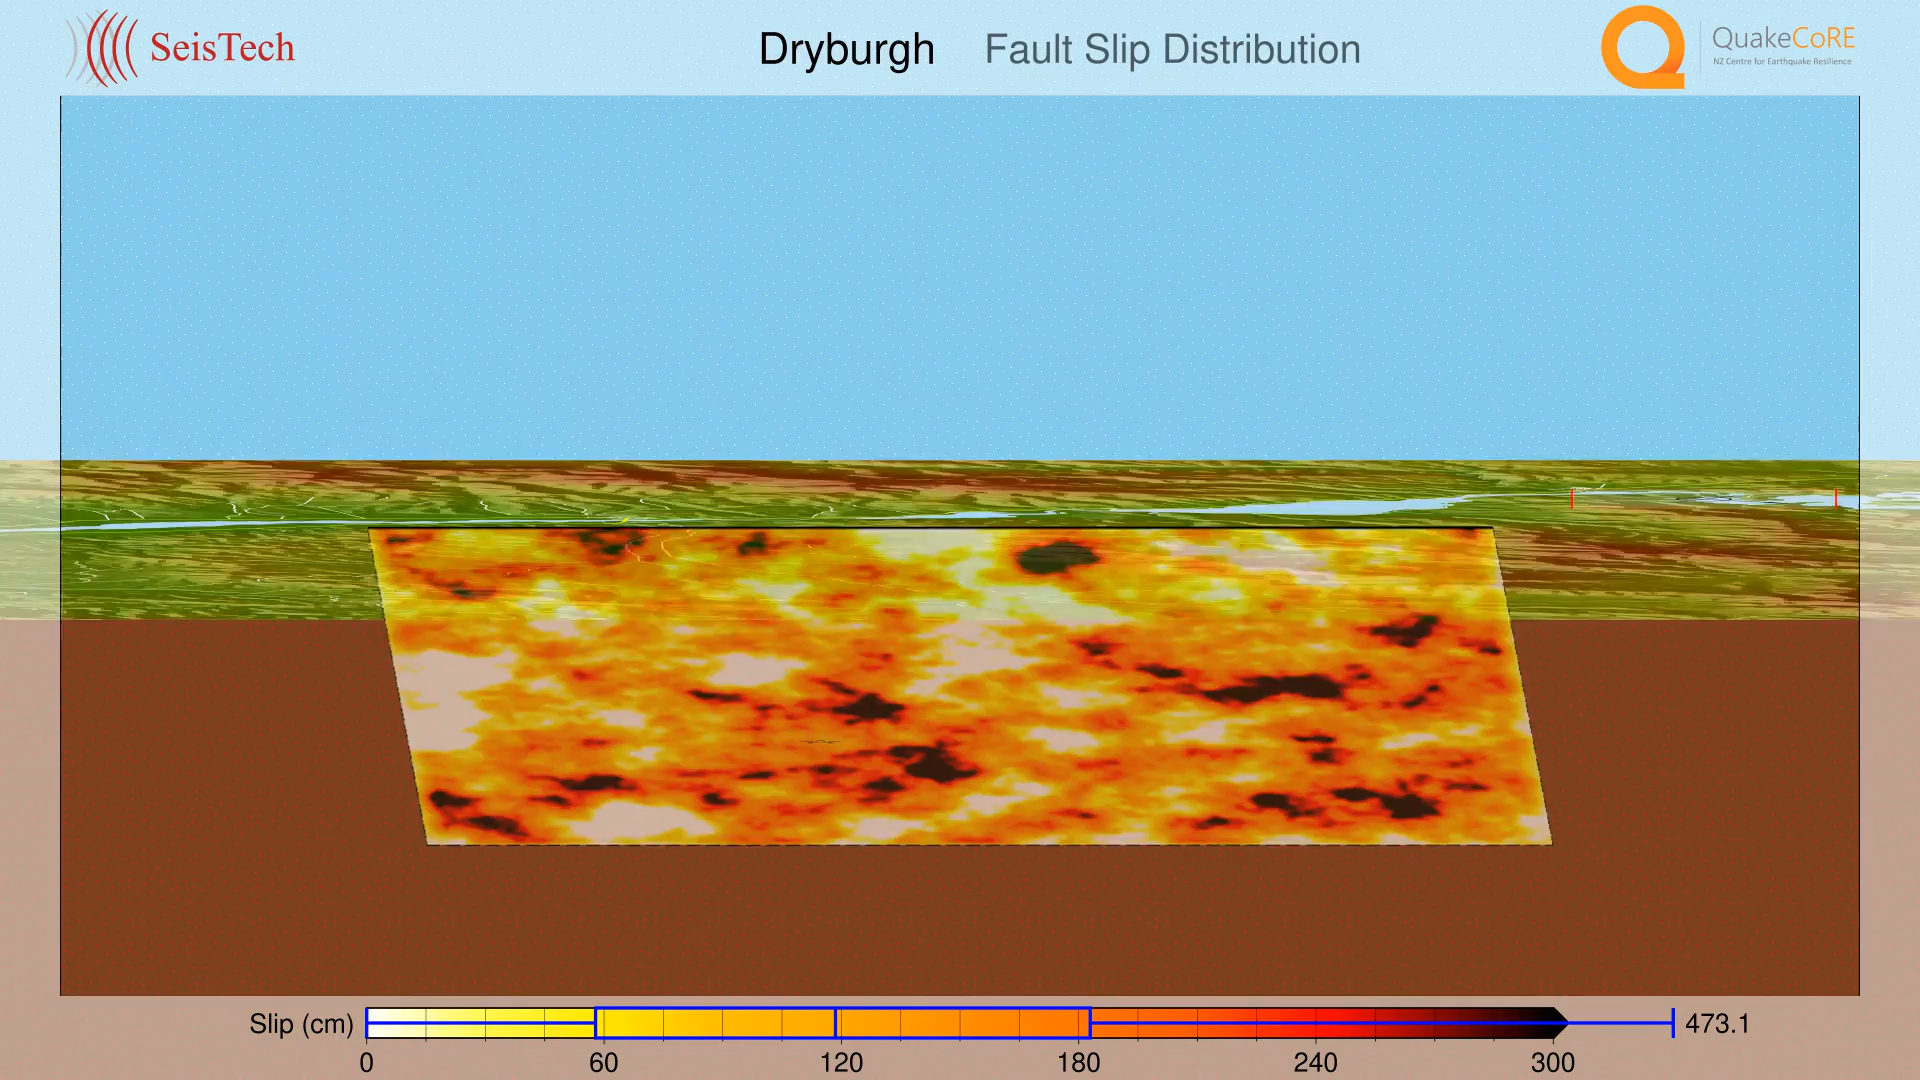 SeisTech
Dryburgh Fault Slip Distribution
QuakeCoRE
NZ Centre for Earthquake Resilience
Slip (cm)
473.1
0 60 120 180 240 300